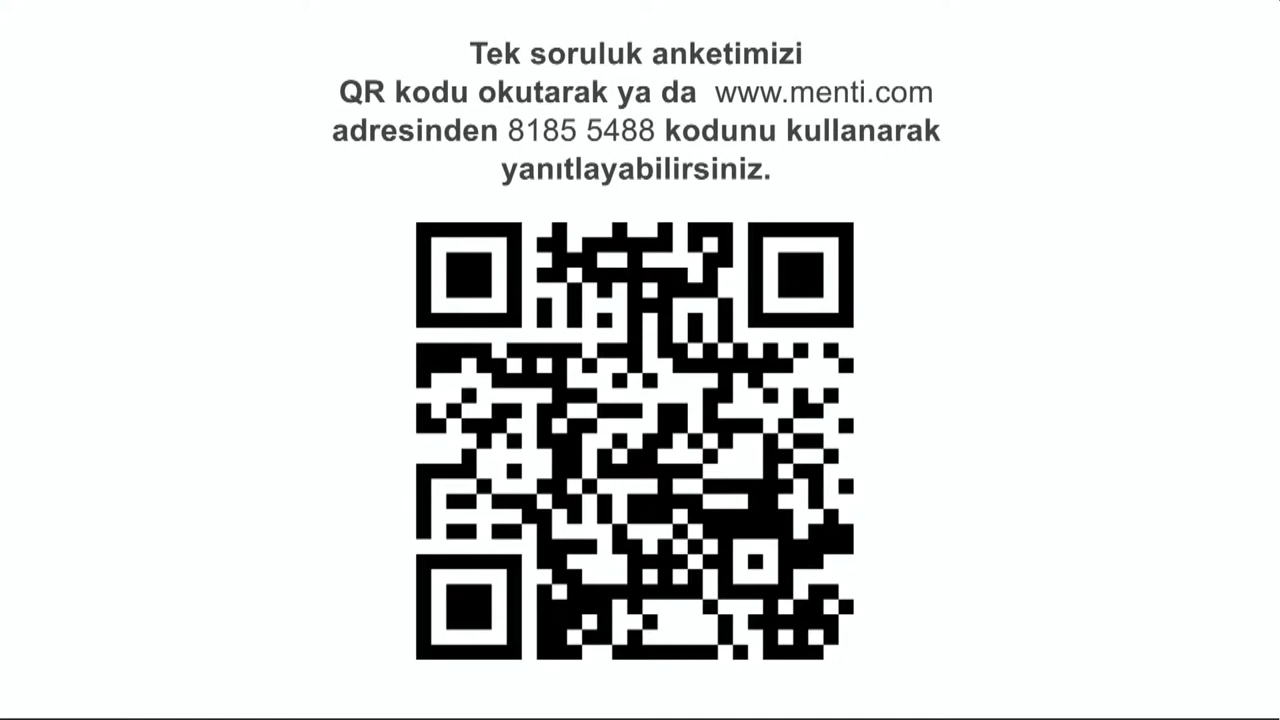 Tek soruluk anketimizi
QR kodu okutarak ya da www.menti.com
adresinden 8185 5488 kodunu kullanarak
yanıtlayabilirsiniz.